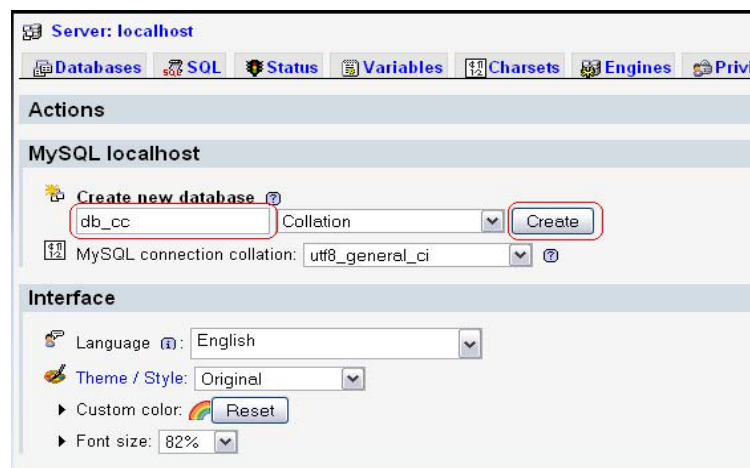 Server: localhost
Databases SQL Status Variables Charsets Engines Privi
Actions
MySQL localhost
Create new database
db_cc Collation Create
MySQL connection collation: utf8_general_ci
Interface
Language : English
Theme / Style: Original
Custom color: Reset
Font size: 82%